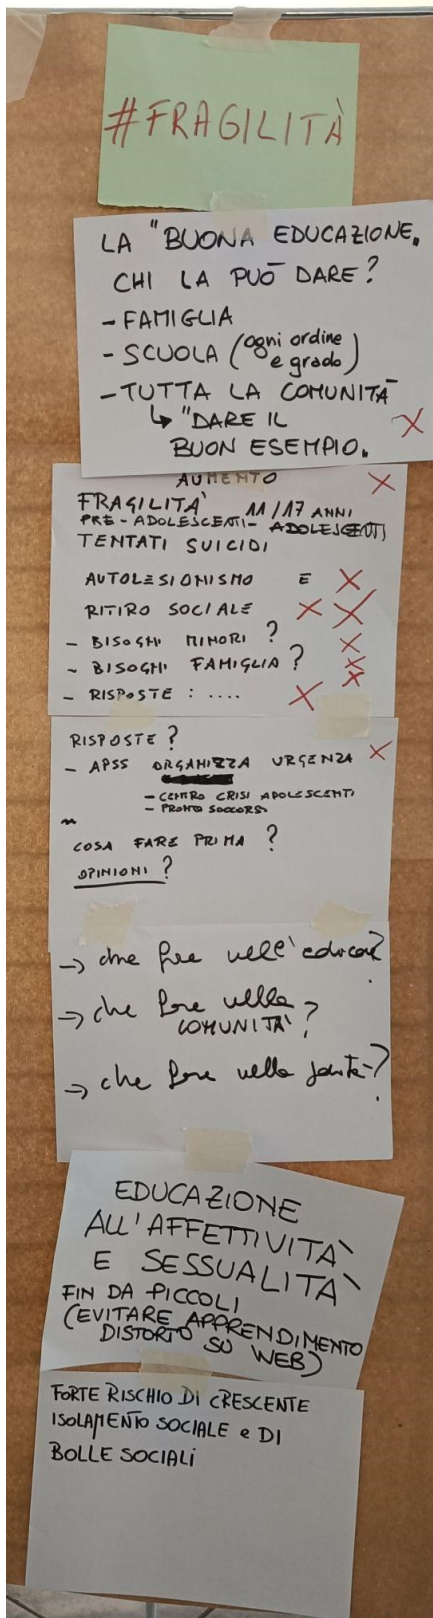 #FRAGILITÀ
LA "BUONA EDUCAZIONE"
CHI LA PUÒ DARE?
- FAMIGLIA
- SCUOLA (ogni ordine
e grado)
- TUTTA LA COMUNITÀ
↳ "DARE IL
BUON ESEMPIO"
AUMENTO
FRAGILITA' 11/17 ANNI
PRE-ADOLESCENTI- ADOLESCENTI
TENTATI SUICIDI
AUTOLESIONISMO E
RITIRO SOCIALE
- BISOGNI MINORI ?
- BISOGNI FAMIGLIA ?
- RISPOSTE : ....
RISPOSTE ?
- APSS ORGANIZZA URGENZA
- CENTRO CRISI ADOLESCENTI
- PRONTO SOCCORSO
COSA FARE PRIMA ?
OPINIONI ?
→ che fare nell'educaz?
→ che fare nella
COMUNITÀ ?
→ che fare nella sanità?
EDUCAZIONE
ALL'AFFETTIVITA'
E SESSUALITA'
FIN DA PICCOLI
(EVITARE APPRENDIMENTO
DISTORTO SU WEB)
FORTE RISCHIO DI CRESCENTE
ISOLAMENTO SOCIALE e DI
BOLLE SOCIALI